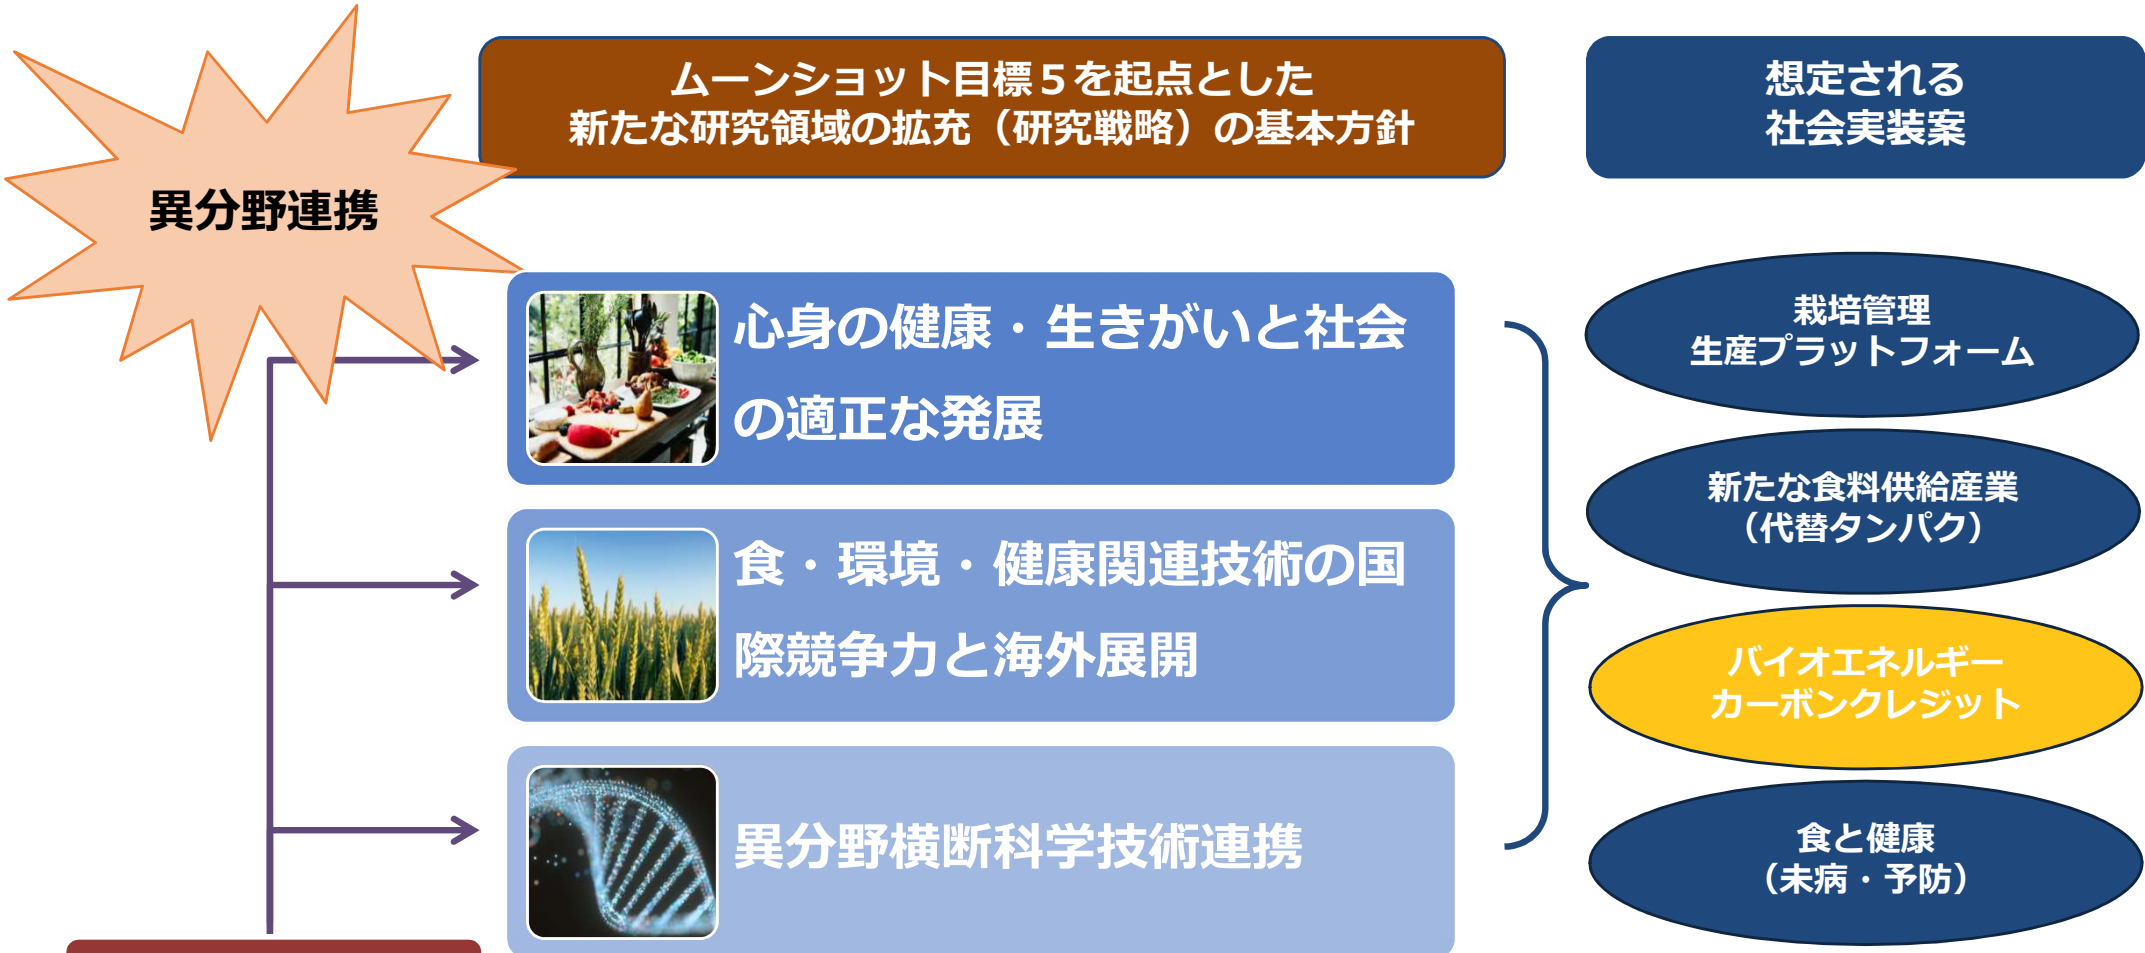 異分野連携
ムーンショット目標５を起点とした
新たな研究領域の拡充（研究戦略）の基本方針
心身の健康・生きがいと社会
の適正な発展
食・環境・健康関連技術の国
際競争力と海外展開
異分野横断科学技術連携
想定される
社会実装案
栽培管理
生産プラットフォーム
新たな食料供給産業
（代替タンパク）
バイオエネルギー
カーボンクレジット
食と健康
（未病・予防）